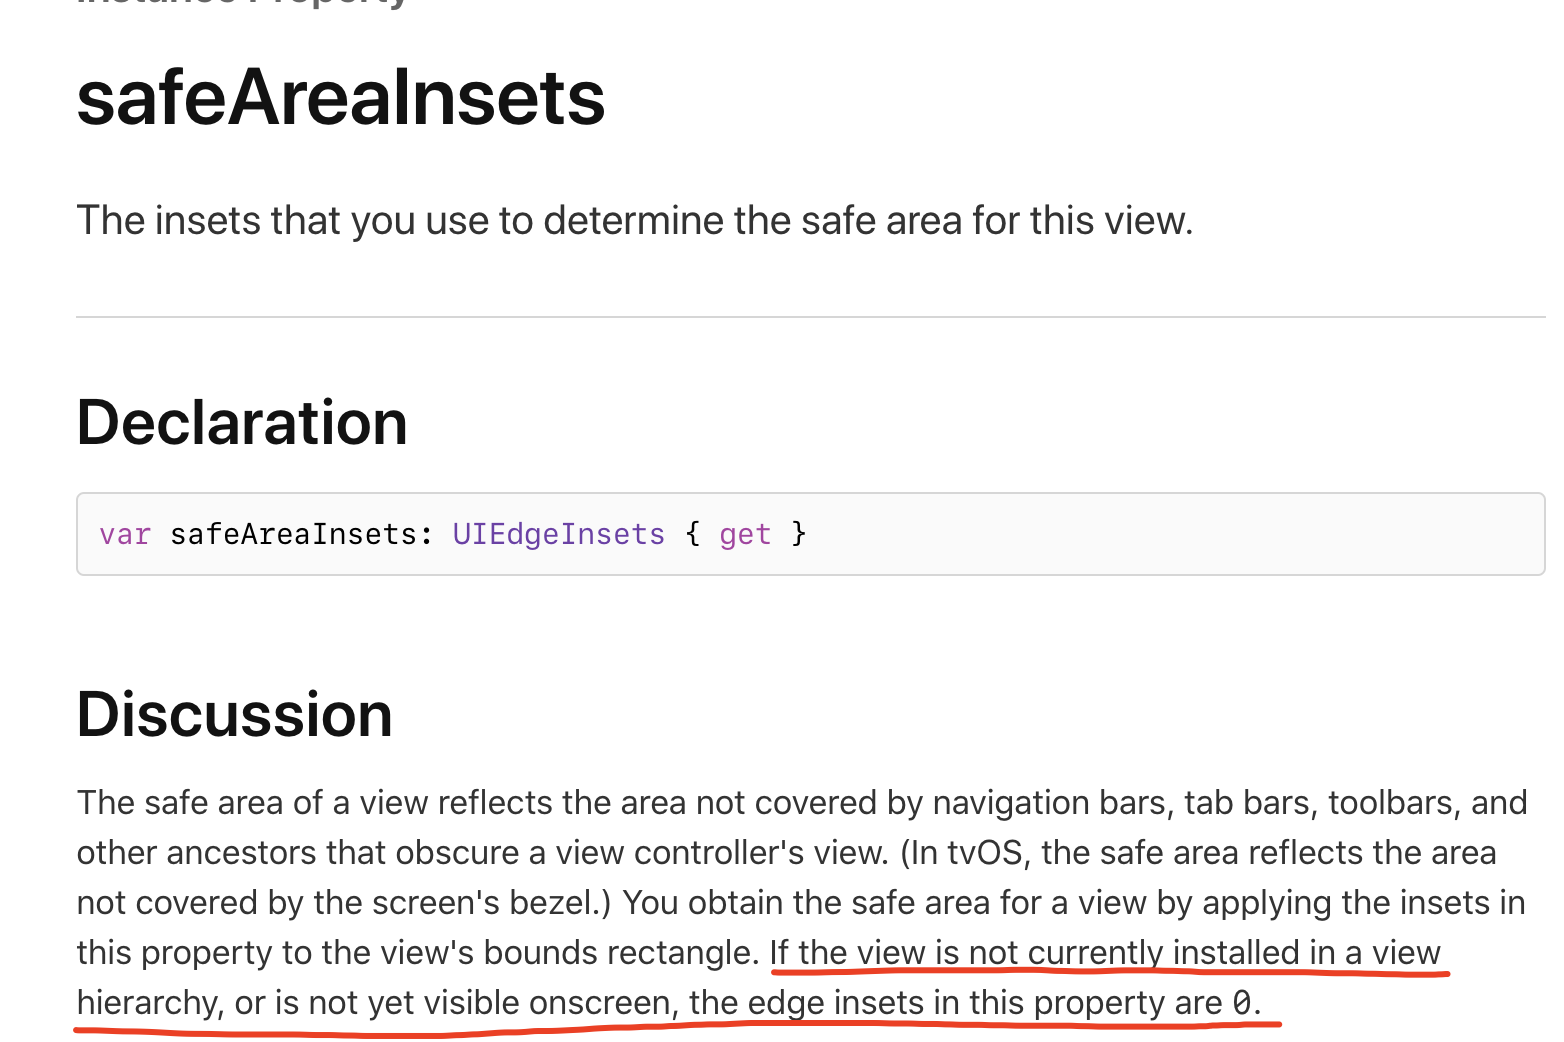 Instance Property
safeAreaInsets
The insets that you use to determine the safe area for this view.
Declaration
var safeAreaInsets: UIEdgeInsets { get }
Discussion
The safe area of a view reflects the area not covered by navigation bars, tab bars, toolbars, and
other ancestors that obscure a view controller's view. (In tvOS, the safe area reflects the area
not covered by the screen's bezel.) You obtain the safe area for a view by applying the insets in
this property to the view's bounds rectangle. If the view is not currently installed in a view
hierarchy, or is not yet visible onscreen, the edge insets in this property are 0.